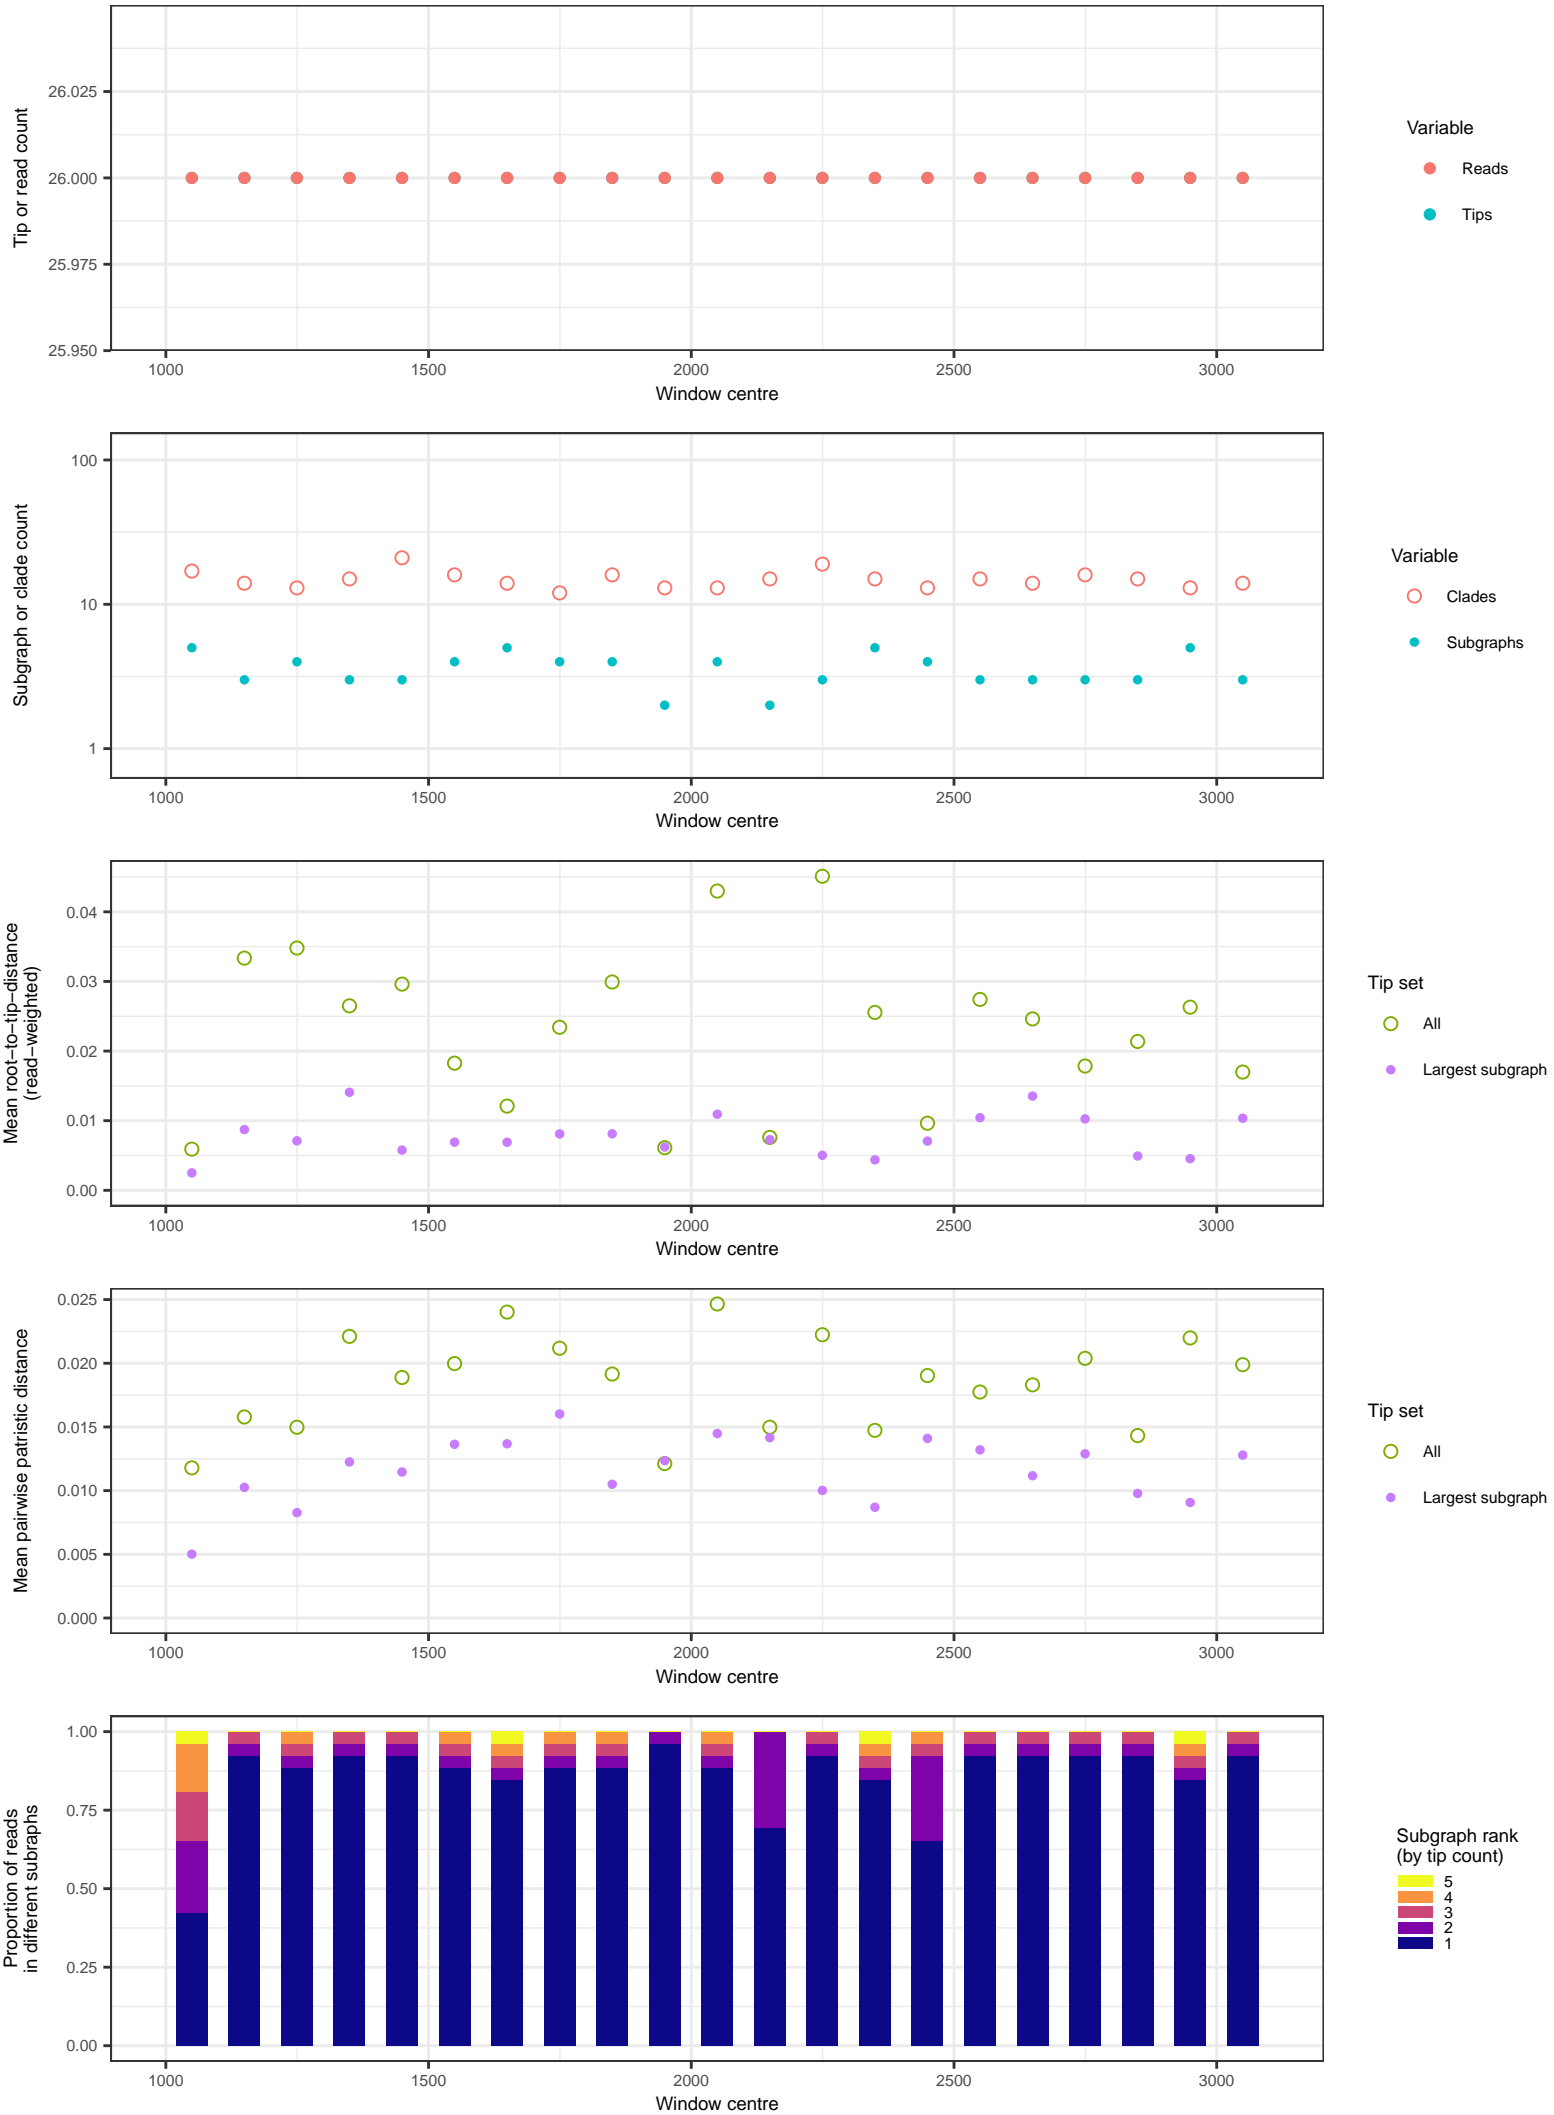 Tip or read count
26.025
26.000
25.975
25.950
1000 1500 2000 2500 3000
Window centre
Variable
Reads
Tips
Subgraph or clade count
100
10
1
1000 1500 2000 2500 3000
Window centre
Variable
Clades
Subgraphs
Mean root−to−tip−distance
(read−weighted)
0.04
0.03
0.02
0.01
0.00
1000 1500 2000 2500 3000
Window centre
Tip set
All
Largest subgraph
Mean pairwise patristic distance
0.025
0.020
0.015
0.010
0.005
0.000
1000 1500 2000 2500 3000
Window centre
Tip set
All
Largest subgraph
Proportion of reads
in different subraphs
1.00
0.75
0.50
0.25
0.00
1000 1500 2000 2500 3000
Window centre
Subgraph rank
(by tip count)
5
4
3
2
1